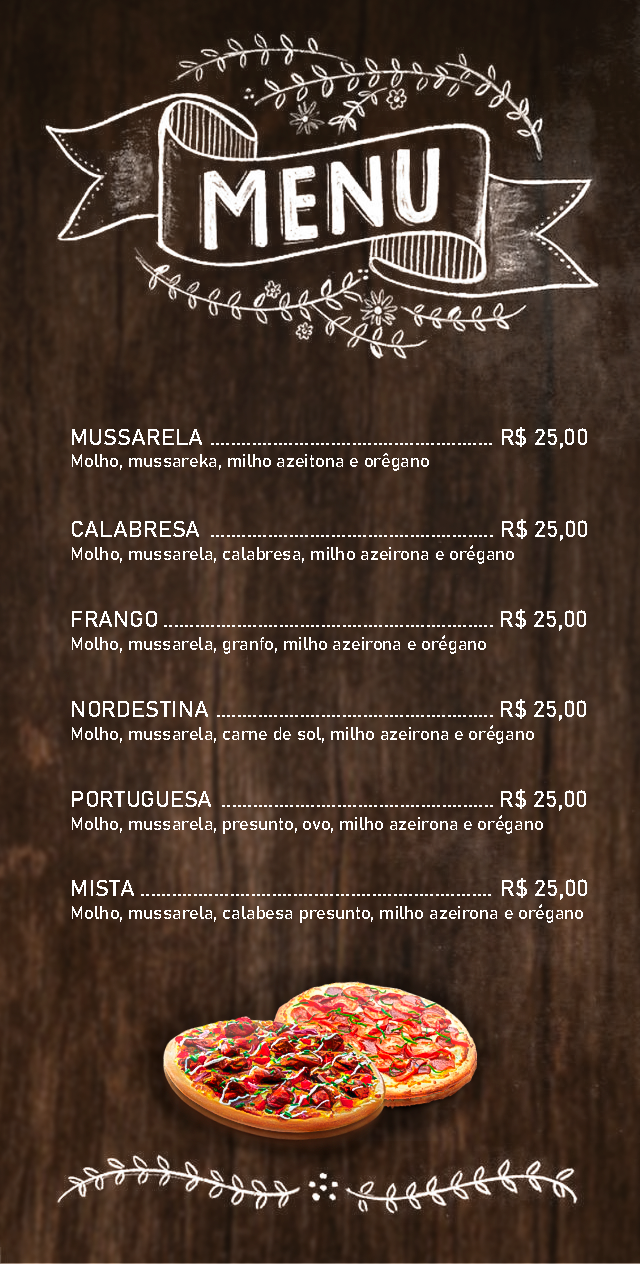 MENU
MUSSARELA ...................................................... R$ 25,00
Molho, mussareka, milho azeitona e orêgano
CALABRESA ...................................................... R$ 25,00
Molho, mussarela, calabresa, milho azeirona e orégano
FRANGO ............................................................... R$ 25,00
Molho, mussarela, granfo, milho azeirona e orégano
NORDESTINA ..................................................... R$ 25,00
Molho, mussarela, carne de sol, milho azeirona e orégano
PORTUGUESA .................................................... R$ 25,00
Molho, mussarela, presunto, ovo, milho azeirona e orégano
MISTA ................................................................... R$ 25,00
Molho, mussarela, calabesa presunto, milho azeirona e orégano